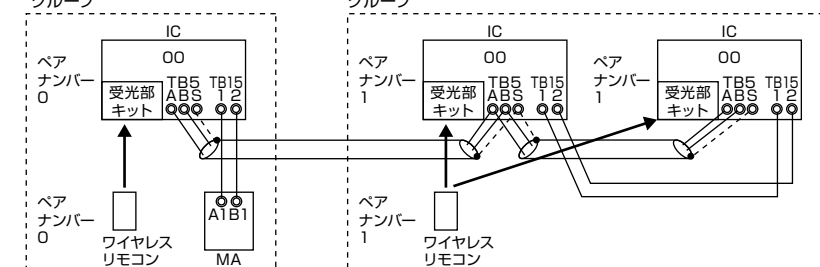 グループ
グループ
IC
00
ペア
ナンバー
0
受光部
キット
TB5
ABS
TB15
1 2
ペア
ナンバー
0
ワイヤレス
リモコン
A1B1
MA
IC
00
ペア
ナンバー
1
受光部
キット
TB5
ABS
TB15
1 2
IC
00
ペア
ナンバー
1
受光部
キット
TB5
ABS
TB15
1 2
ペア
ナンバー
1
ワイヤレス
リモコン